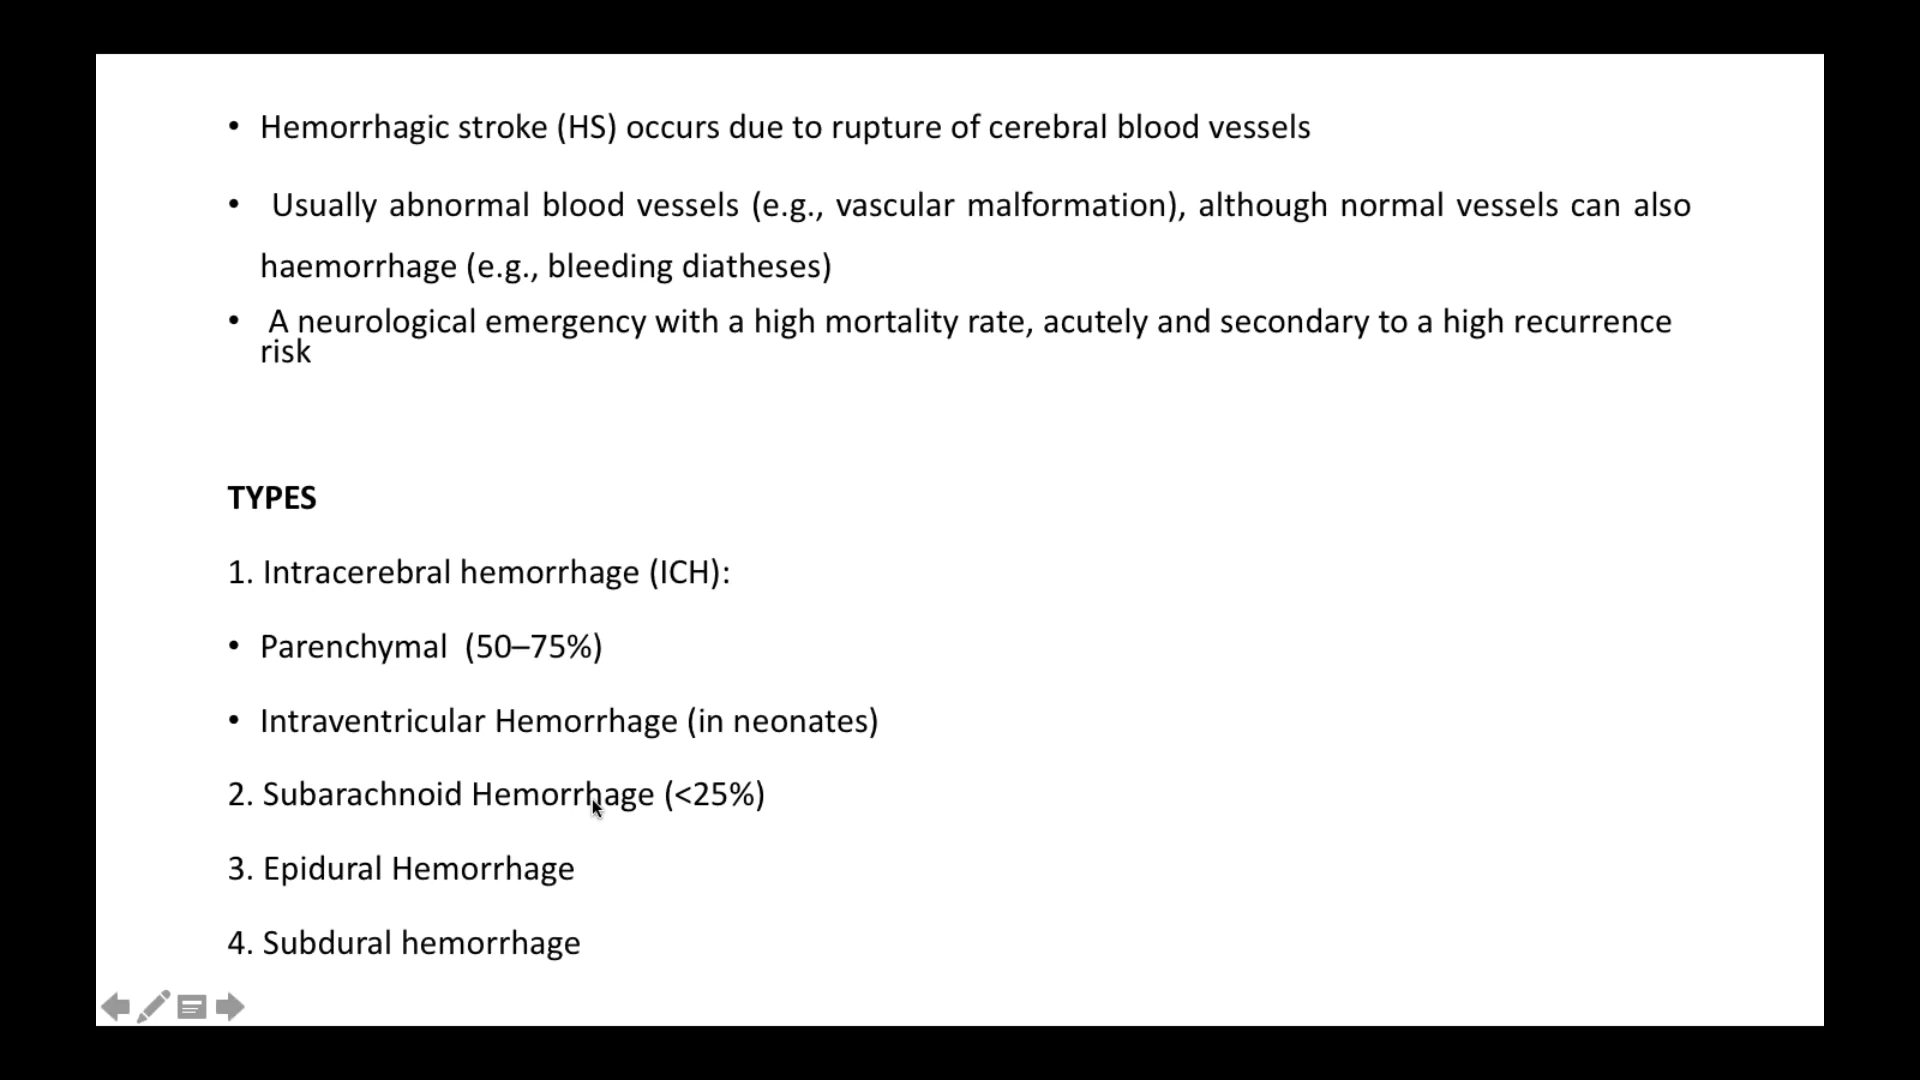 • Hemorrhagic stroke (HS) occurs due to rupture of cerebral blood vessels
• Usually abnormal blood vessels (e.g., vascular malformation), although normal vessels can also
haemorrhage (e.g., bleeding diatheses)
• A neurological emergency with a high mortality rate, acutely and secondary to a high recurrence
risk
TYPES
1. Intracerebral hemorrhage (ICH):
• Parenchymal (50–75%)
• Intraventricular Hemorrhage (in neonates)
2. Subarachnoid Hemorrhage (<25%)
3. Epidural Hemorrhage
4. Subdural hemorrhage